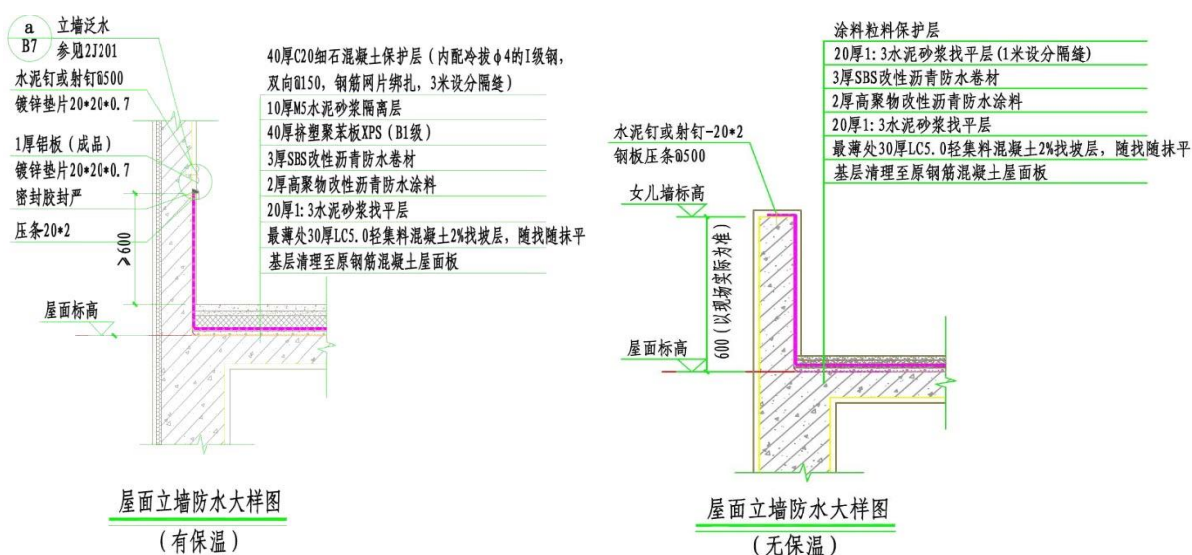 a
B7
立墙泛水
参见2J201
水泥钉或射钉@500
镀锌垫片20*20*0.7
1厚铝板（成品）
镀锌垫片20*20*0.7
密封胶封严
压条20*2
≥600
屋面标高
40厚C20细石混凝土保护层（内配冷拔φ4的I级钢，
双向@150，钢筋网片绑扎，3米设分隔缝）
10厚M5水泥砂浆隔离层
40厚挤塑聚苯板XPS（B1级）
3厚SBS改性沥青防水卷材
2厚高聚物改性沥青防水涂料
20厚1:3水泥砂浆找平层
最薄处30厚LC5.0轻集料混凝土2%找坡层，随找随抹平
基层清理至原钢筋混凝土屋面板
屋面立墙防水大样图
（有保温）
涂料粒料保护层
20厚1:3水泥砂浆找平层(1米设分隔缝)
3厚SBS改性沥青防水卷材
2厚高聚物改性沥青防水涂料
20厚1:3水泥砂浆找平层
最薄处30厚LC5.0轻集料混凝土2%找坡层，随找随抹平
基层清理至原钢筋混凝土屋面板
水泥钉或射钉-20*2
钢板压条@500
女儿墙标高
600（以现场实际为准）
屋面标高
屋面立墙防水大样图
（无保温）